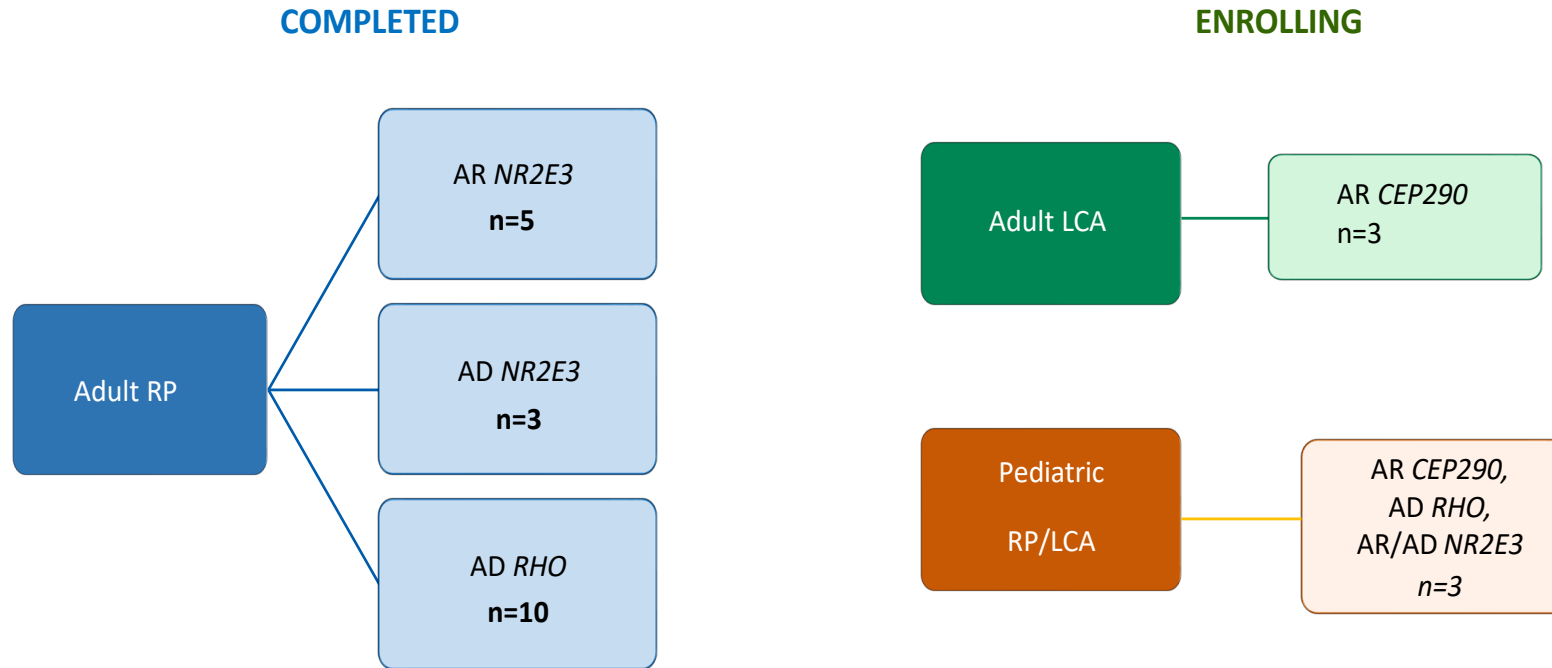 COMPLETED
Adult RP
AR NR2E3
n=5
AD NR2E3
n=3
AD RHO
n=10
ENROLLING
Adult LCA
AR CEP290
n=3
Pediatric
RP/LCA
AR CEP290,
AD RHO,
AR/AD NR2E3
n=3